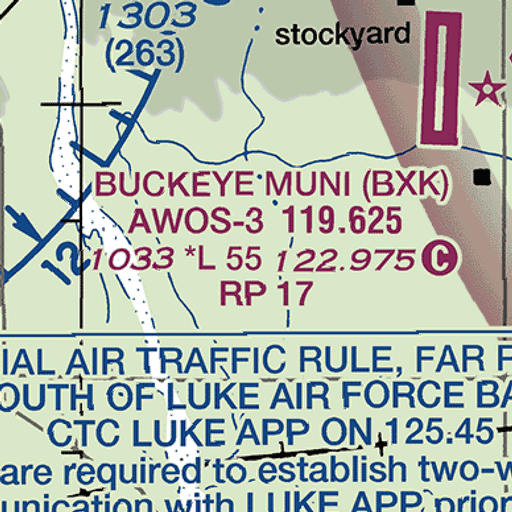 1303
(263)
stockyard
BUCKEYE MUNI (BXK)
AWOS-3 119.625
1033 *L 55 122.975 C
RP 17
12
IAL AIR TRAFFIC RULE, FAR
OUTH OF LUKE AIR FORCE BA
CTC LUKE APP ON 125.45
are required to establish two-w
unication with LUKE APP prior